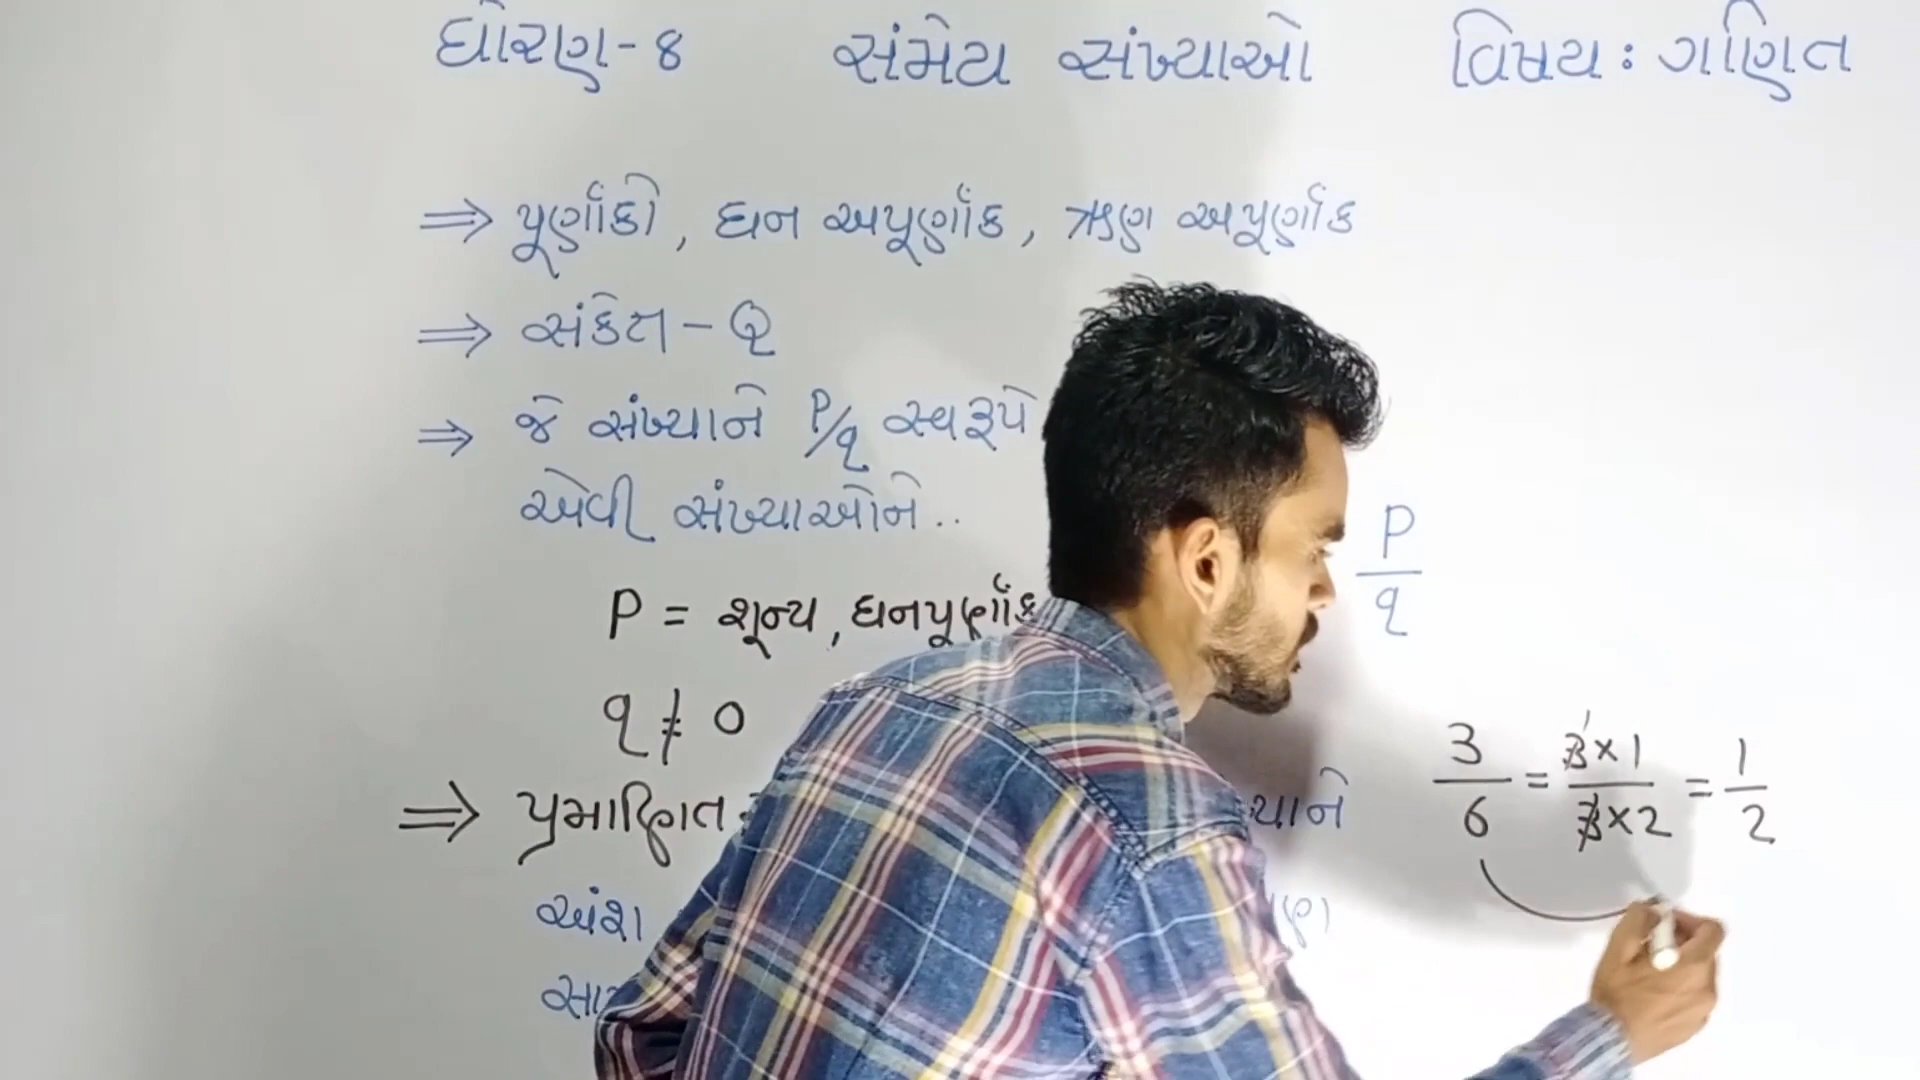 ધોરણ - 8 સંમેય સંખ્યાઓ વિષય : ગણિત
⇒ પૂર્ણાંકો, ધન અપૂર્ણાંક, ઋણ અપૂર્ણાંક
⇒ સંકેત - Q
⇒ જે સંખ્યાને P/q સ્વરૂપે
એવી સંખ્યાઓને..
P/q
P = શૂન્ય, ધનપૂર્ણાંક
q ≠ 0
3/6 = 3×1/3×2 = 1/2
⇒ પ્રમાણિત
અંશ